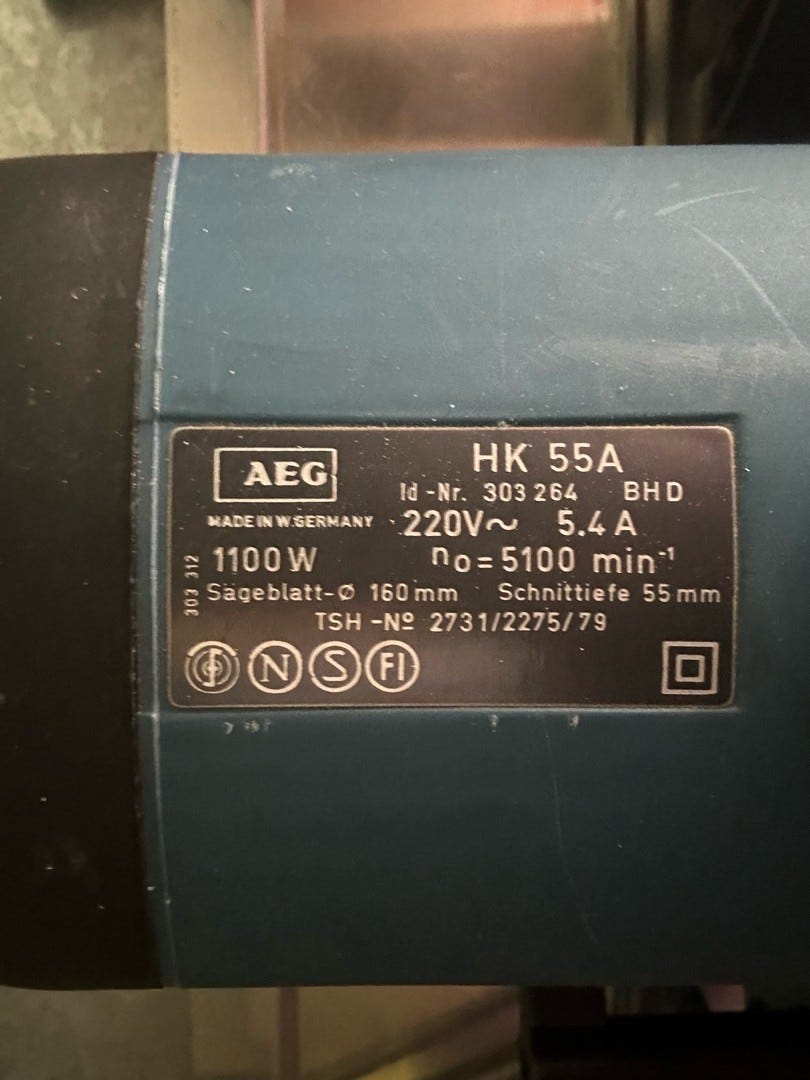 AEG
HK 55A
Id-Nr. 303 264 BHD
MADE IN W.GERMANY
220V~ 5.4 A
1100 W n₀=5100 min⁻¹
303 312
Sägeblatt-Ø 160 mm Schnittiefe 55 mm
TSH-Nº 2731/2275/79
S N S FI